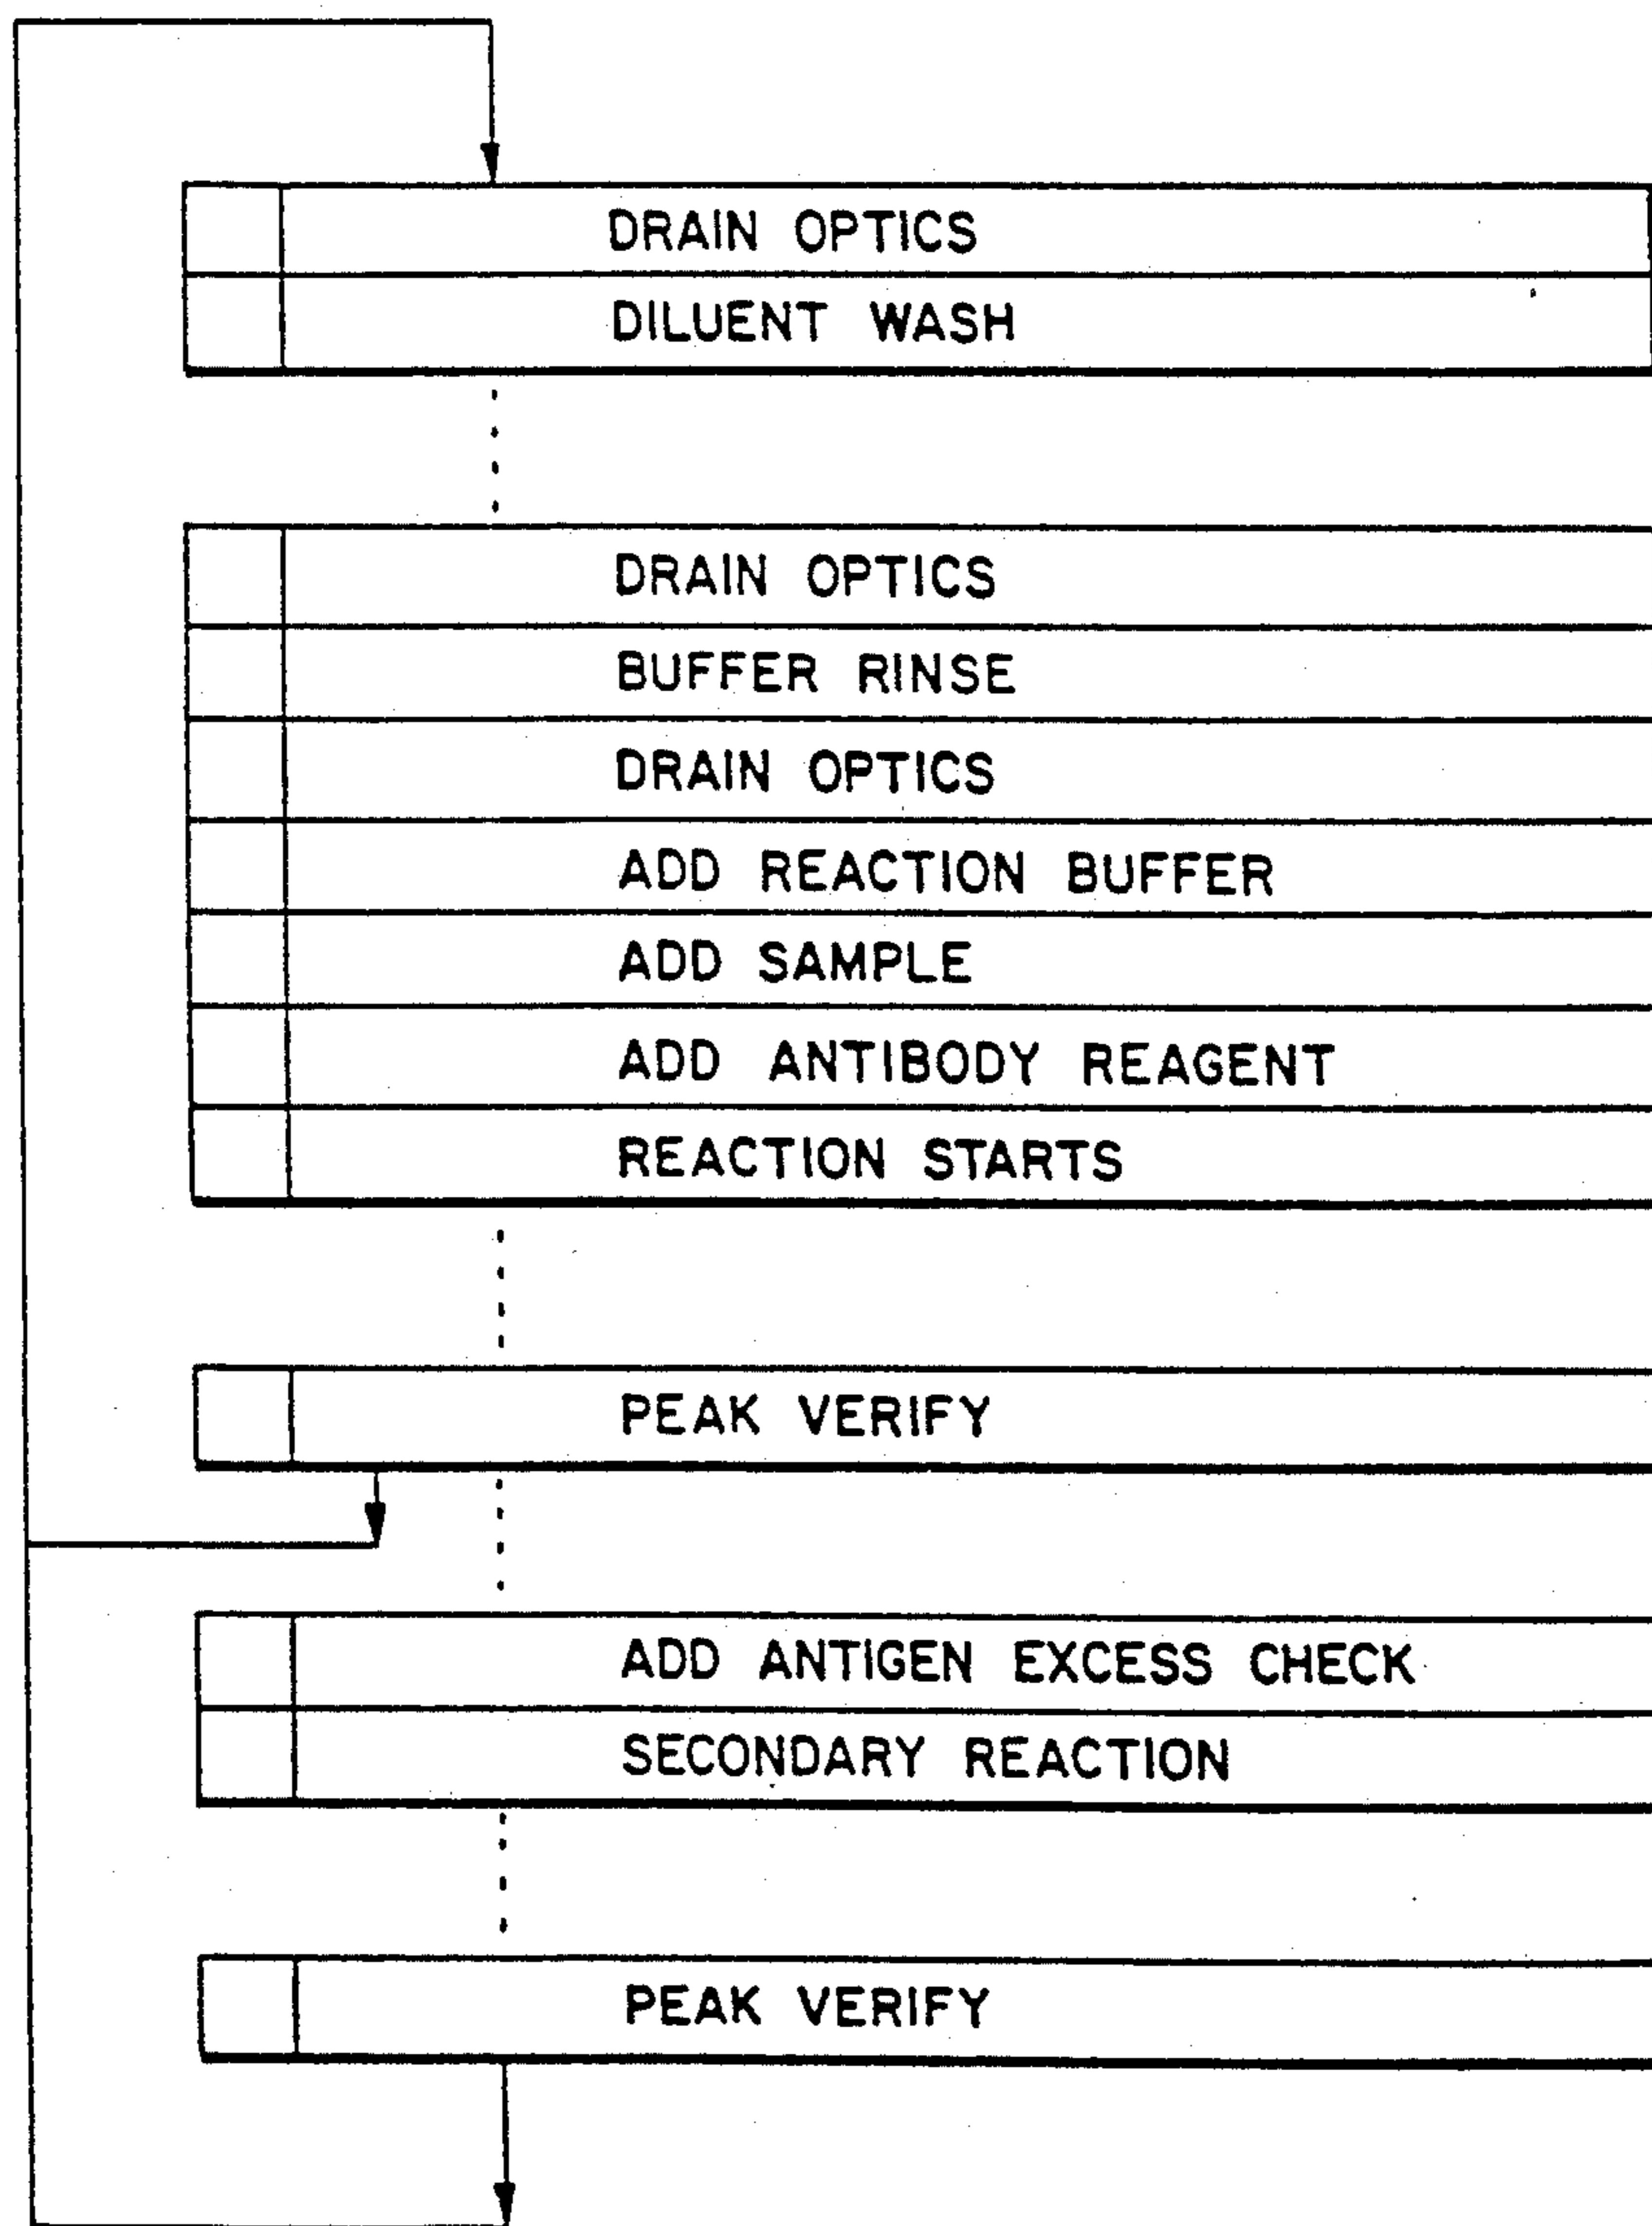 DRAIN OPTICS
DILUENT WASH
DRAIN OPTICS
BUFFER RINSE
DRAIN OPTICS
ADD REACTION BUFFER
ADD SAMPLE
ADD ANTIBODY REAGENT
REACTION STARTS
PEAK VERIFY
ADD ANTIGEN EXCESS CHECK
SECONDARY REACTION
PEAK VERIFY